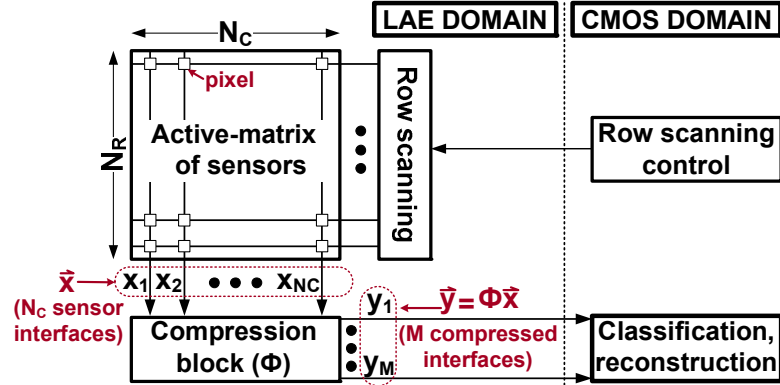 N_C
LAE DOMAIN
CMOS DOMAIN
pixel
Active-matrix
of sensors
N_R
Row scanning
Row scanning
control
x⃗
(N_C sensor
interfaces)
x_1 x_2 • • • x_NC
y_1
y_M
y⃗ = Φx⃗
(M compressed
interfaces)
Compression
block (Φ)
Classification,
reconstruction